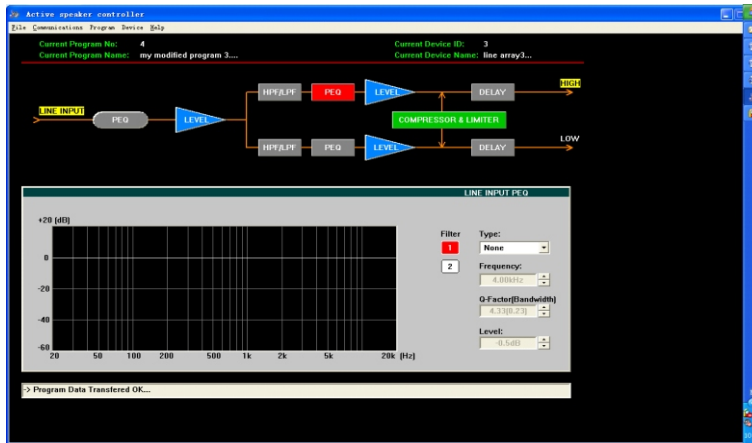 Active speaker controller
File Communications Program Device Help
Current Program No: 4 Current Device ID: 3
Current Program Name: my modified program 3.... Current Device Name: line array3...
HIGH
HPF/LPF PEQ LEVEL DELAY
LINE INPUT
PEQ LEVEL COMPRESSOR & LIMITER
LOW
HPF/LPF PEQ LEVEL DELAY
LINE INPUT PEQ
+20 (dB)
Filter Type:
1 None
0
2 Frequency:
4.00kHz
-20
Q-Factor(Bandwidth)
4.33(0.23)
-40
Level:
-0.5dB
-60
20 50 100 200 500 1k 2k 5k 20k (Hz)
-> Program Data Transfered OK....